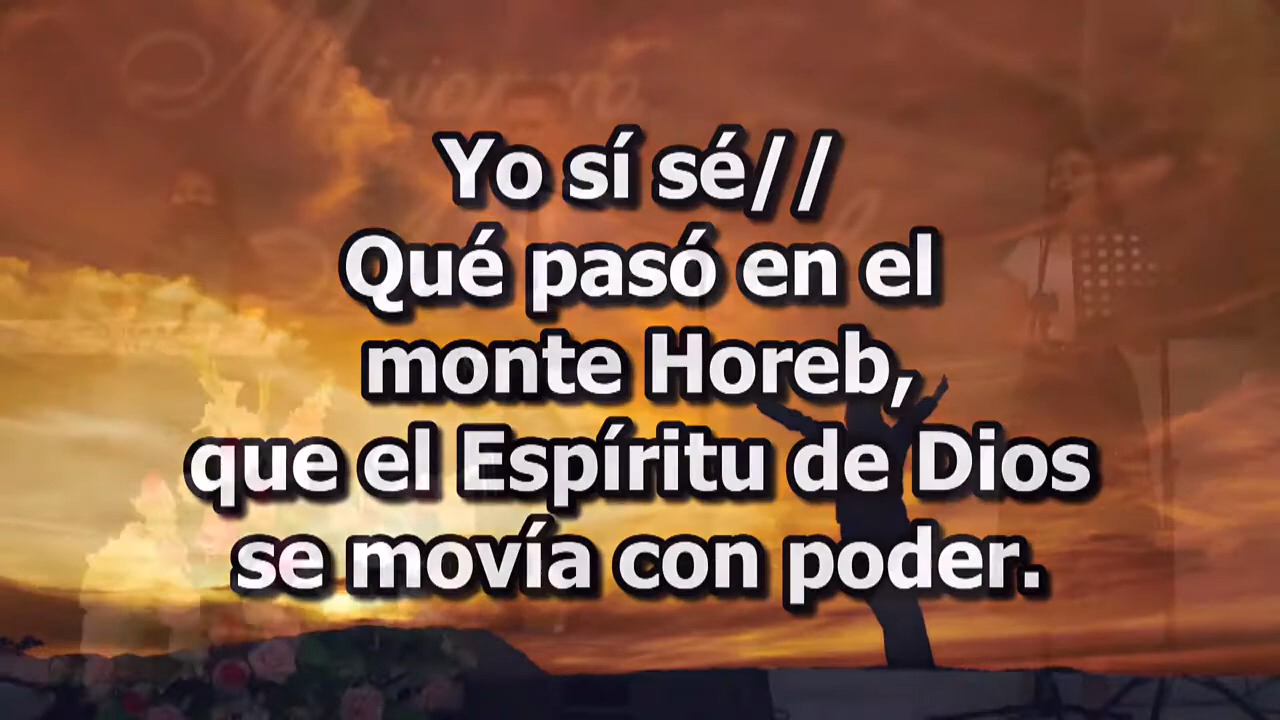 Yo sí sé//
Qué pasó en el
monte Horeb,
que el Espíritu de Dios
se movía con poder.